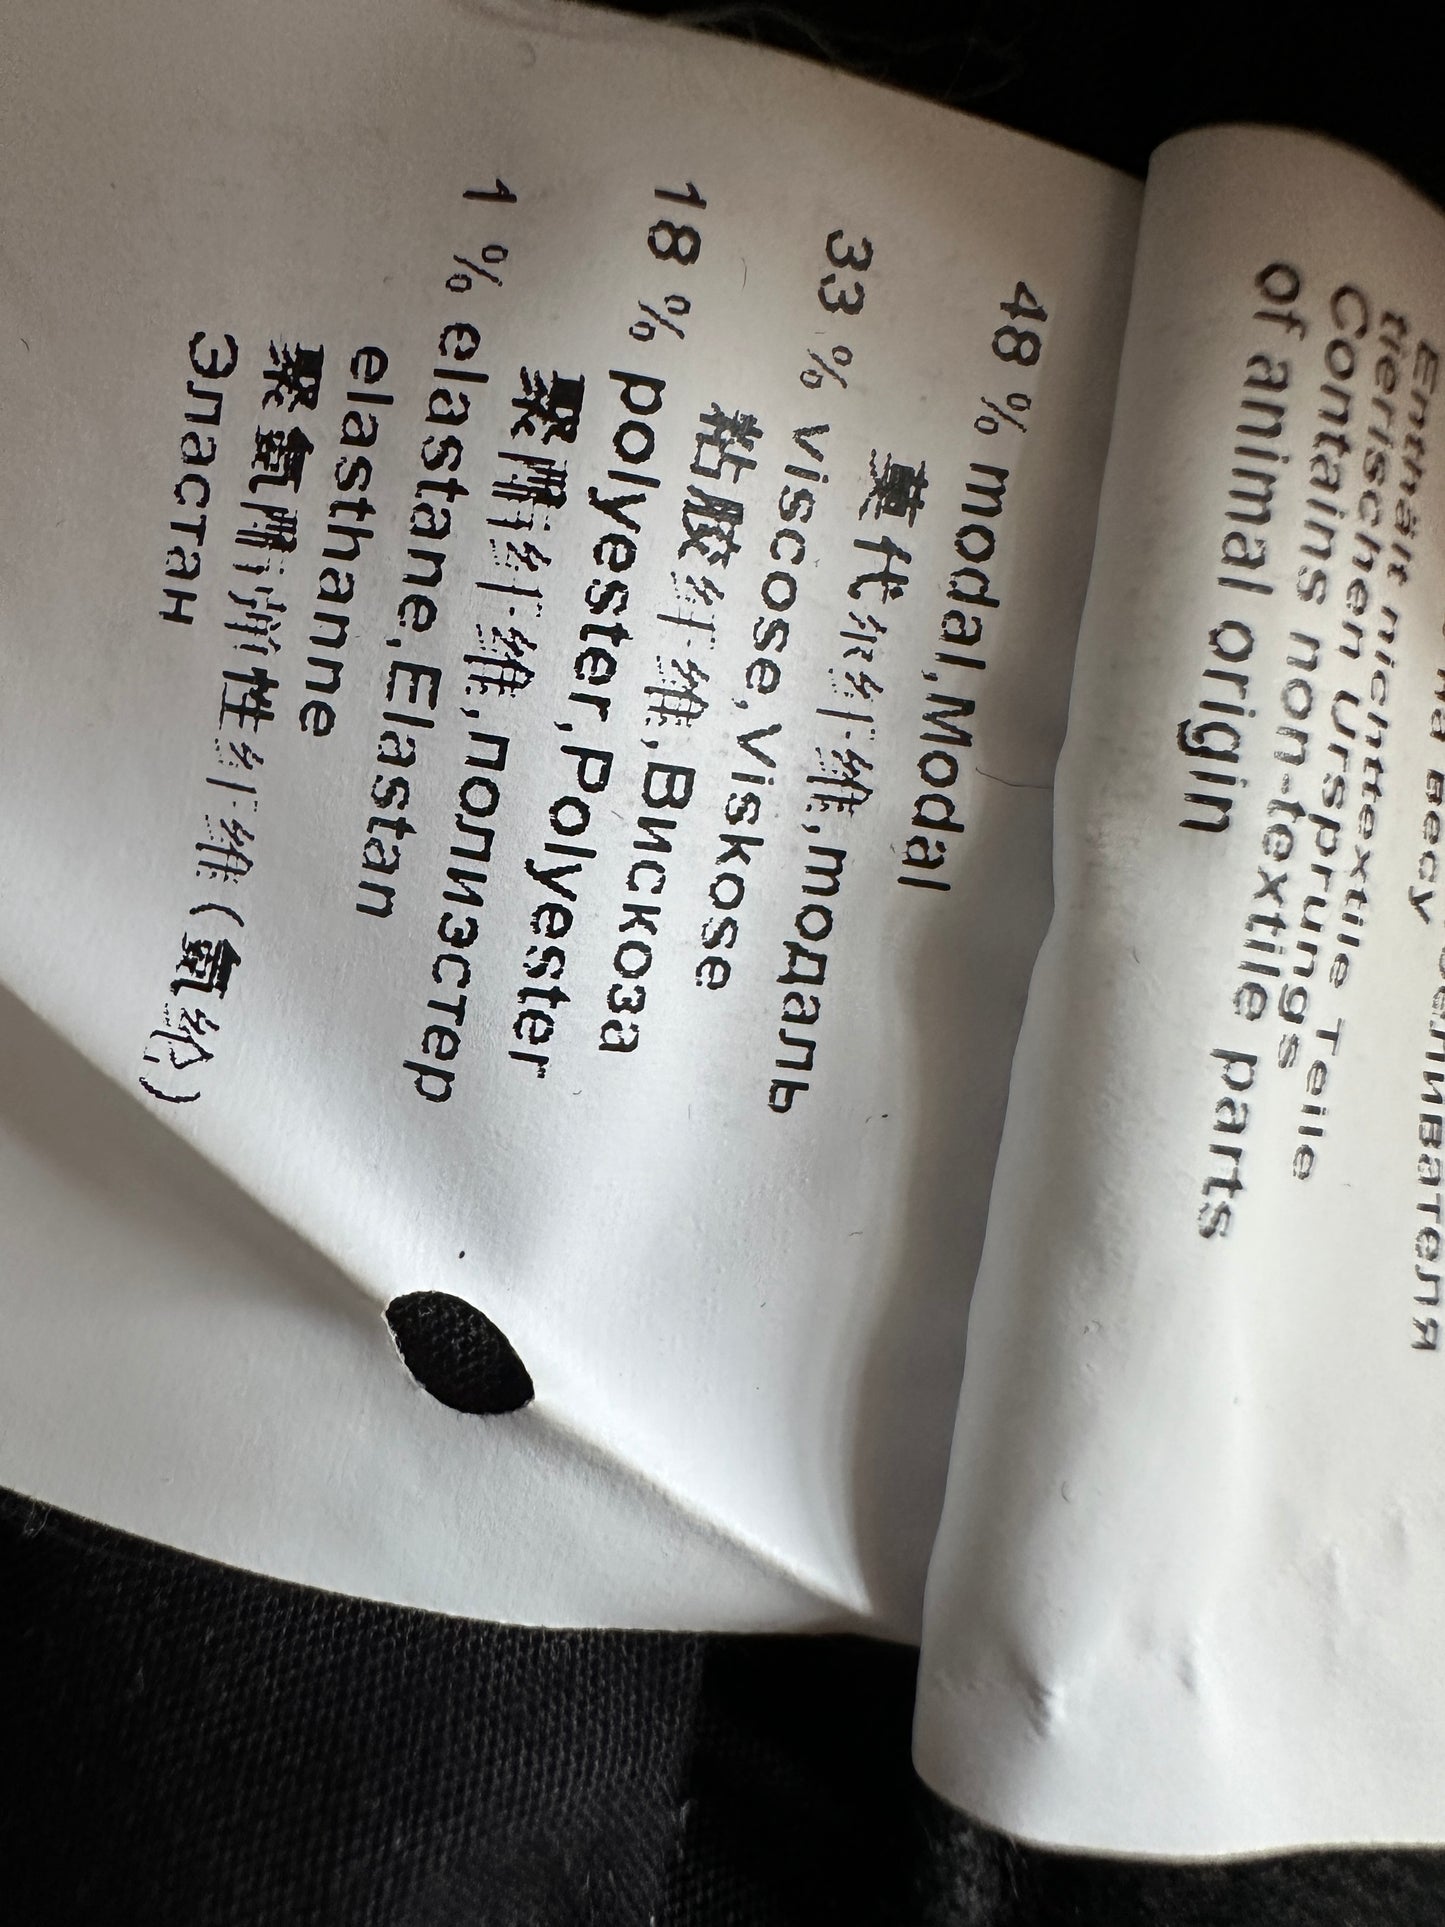 на весу
Enthält nichttextile Teile
tierischen Ursprungs
Contains non-textile parts
of animal origin
48 % modal,Modal
莫代尔纤维,модаль
33 % viscose,Viskose
粘胶纤维,Вискоза
18 % polyester,Polyester
聚酯纤维,полиэстер
1 % elastane,Elastan
elasthanne
聚氨酯弹性纤维(氨纶)
Эластан